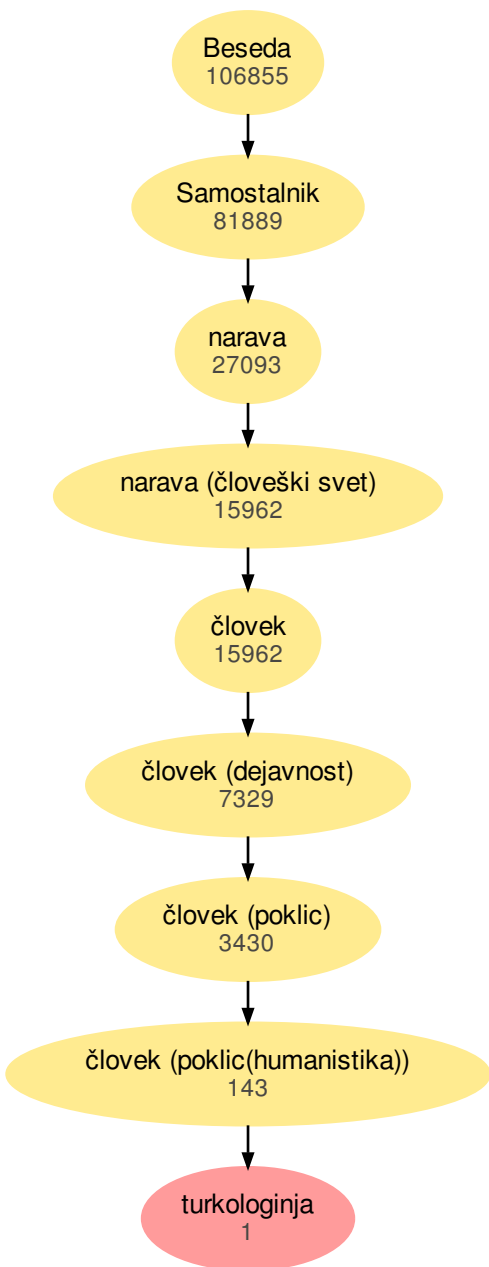 Beseda
106855
Samostalnik
81889
narava
27093
narava (človeški svet)
15962
človek
15962
človek (dejavnost)
7329
človek (poklic)
3430
človek (poklic(humanistika))
143
turkologinja
1